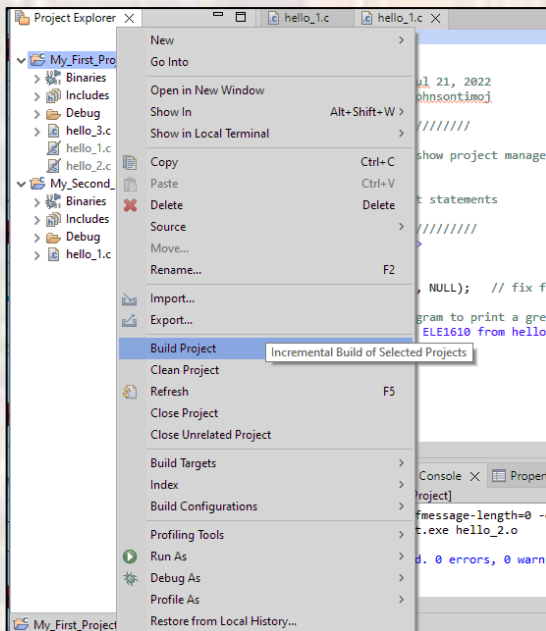 Project Explorer
hello_1.c
hello_1.c
New
Go Into
Open in New Window
Show In Alt+Shift+W
Show in Local Terminal
Copy Ctrl+C
Paste Ctrl+V
Delete Delete
Source
Move...
Rename... F2
Import...
Export...
Build Project
Incremental Build of Selected Projects
Clean Project
Refresh F5
Close Project
Close Unrelated Project
Build Targets
Index
Build Configurations
Profiling Tools
Run As
Debug As
Profile As
Restore from Local History...
My_First_Pro
Binaries
Includes
Debug
hello_3.c
hello_1.c
hello_2.c
My_Second_
Binaries
Includes
Debug
hello_1.c
ul 21, 2022
ohnsontimoj
////////
show project manage
t statements
/////////
>
, NULL); // fix f
gram to print a gre
ELE1610 from hello
Console
Proper
Project]
fmessage-length=0 -
t.exe hello_2.o
d. 0 errors, 0 warn
My_First_Project